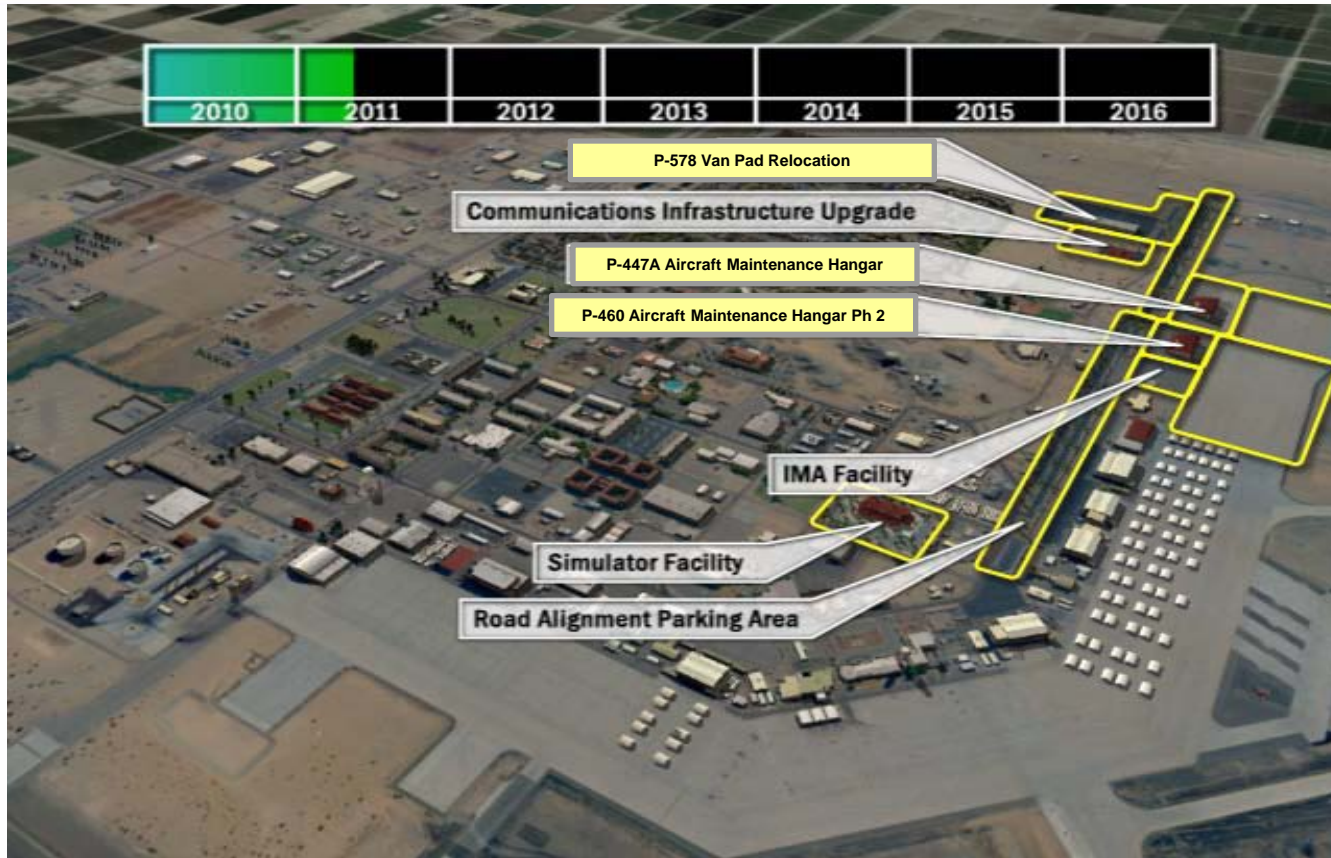 2010 2011 2012 2013 2014 2015 2016
P-578 Van Pad Relocation
Communications Infrastructure Upgrade
P-447A Aircraft Maintenance Hangar
P-460 Aircraft Maintenance Hangar Ph 2
IMA Facility
Simulator Facility
Road Alignment Parking Area